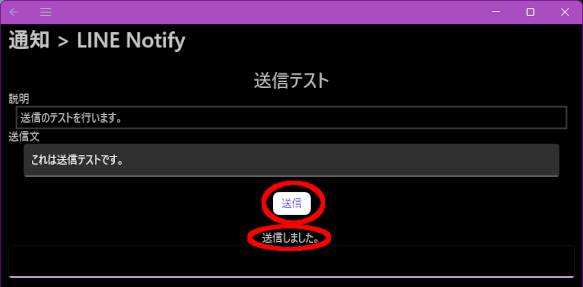 通知 > LINE Notify
送信テスト
説明
送信のテストを行います。
送信文
これは送信テストです。
送信
送信しました。